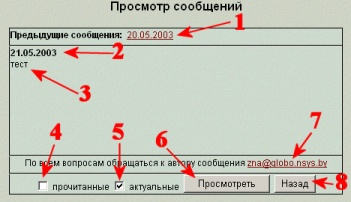 Просмотр сообщений
Предыдущие сообщения: 20.05.2003 1
21.05.2003 2
тест
3
4 5 6 7 8
По всем вопросам обращаться к автору сообщения zna@globo.nsys.by
прочитанные актуальные Просмотреть Назад